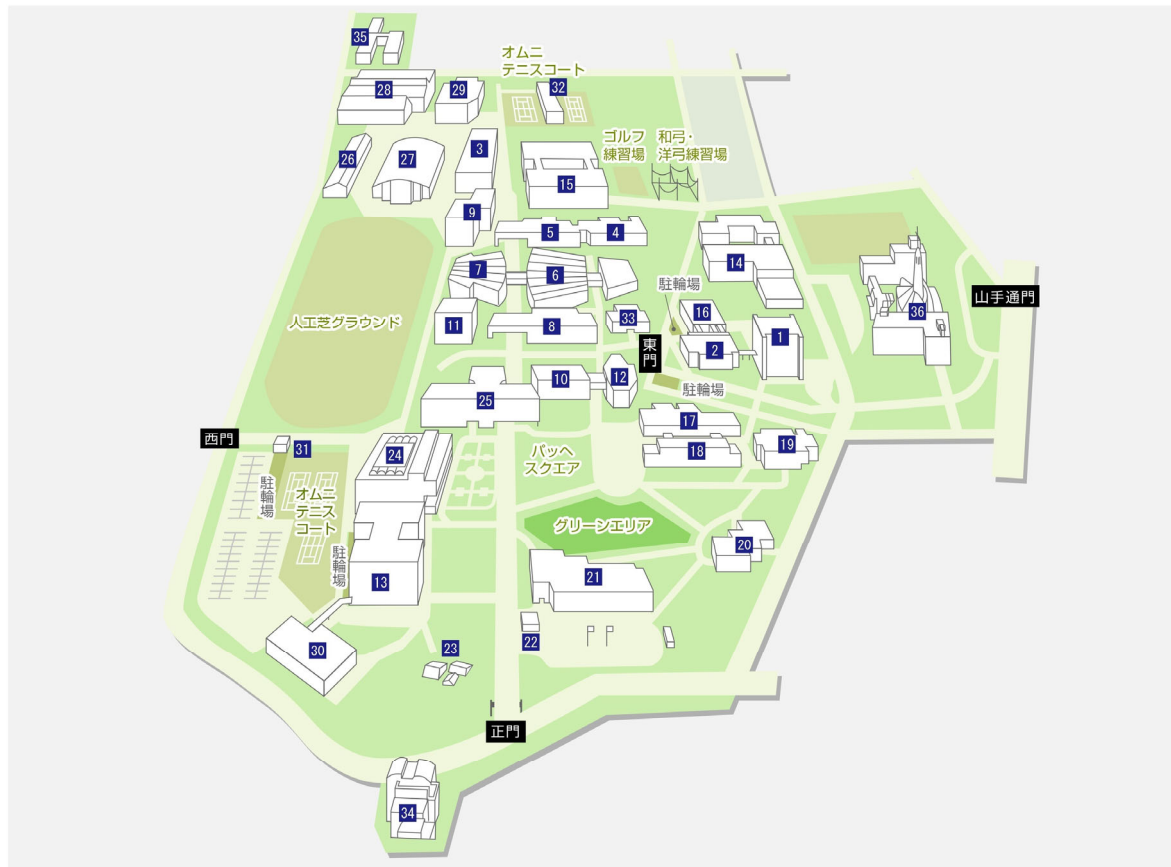 35
オムニ
テニスコート
28
29
32
ゴルフ
練習場
和弓・
洋弓練習場
3
26
27
15
9
5
4
7
6
14
駐輪場
山手通門
人工芝グラウンド
11
8
33
16
36
東門
2
1
10
12
駐輪場
25
17
西門
31
24
パッヘ
スクエア
18
19
駐輪場
オムニ
テニス
コート
グリーンエリア
20
駐輪場
13
21
22
30
23
正門
34